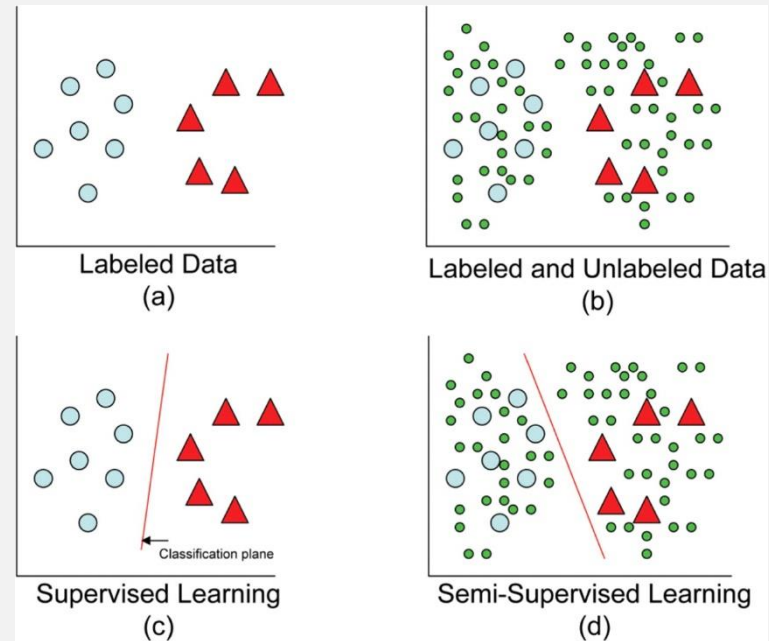 Labeled Data
(a)
Labeled and Unlabeled Data
(b)
Classification plane
Supervised Learning
(c)
Semi-Supervised Learning
(d)